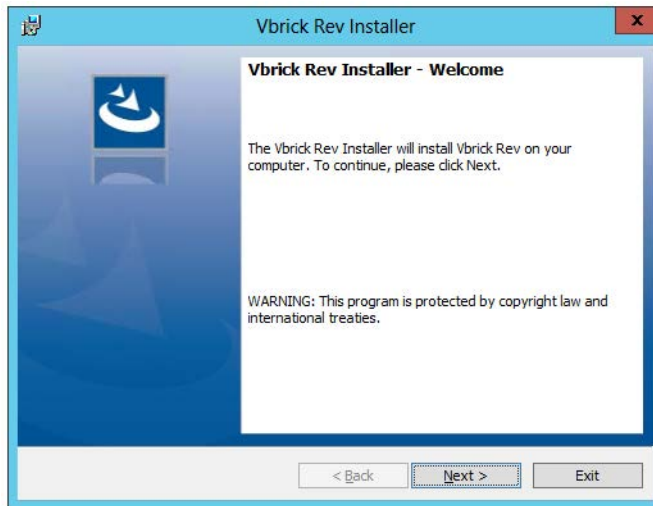 Vbrick Rev Installer
x
Vbrick Rev Installer - Welcome
The Vbrick Rev Installer will install Vbrick Rev on your
computer. To continue, please click Next.
WARNING: This program is protected by copyright law and
international treaties.
< Back
Next >
Exit